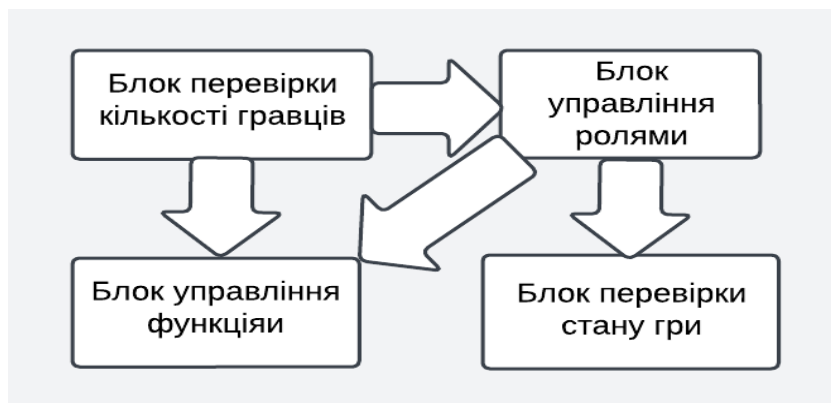 Блок перевірки
кількості гравців
Блок
управління
ролями
Блок управління
функціяи
Блок перевірки
стану гри